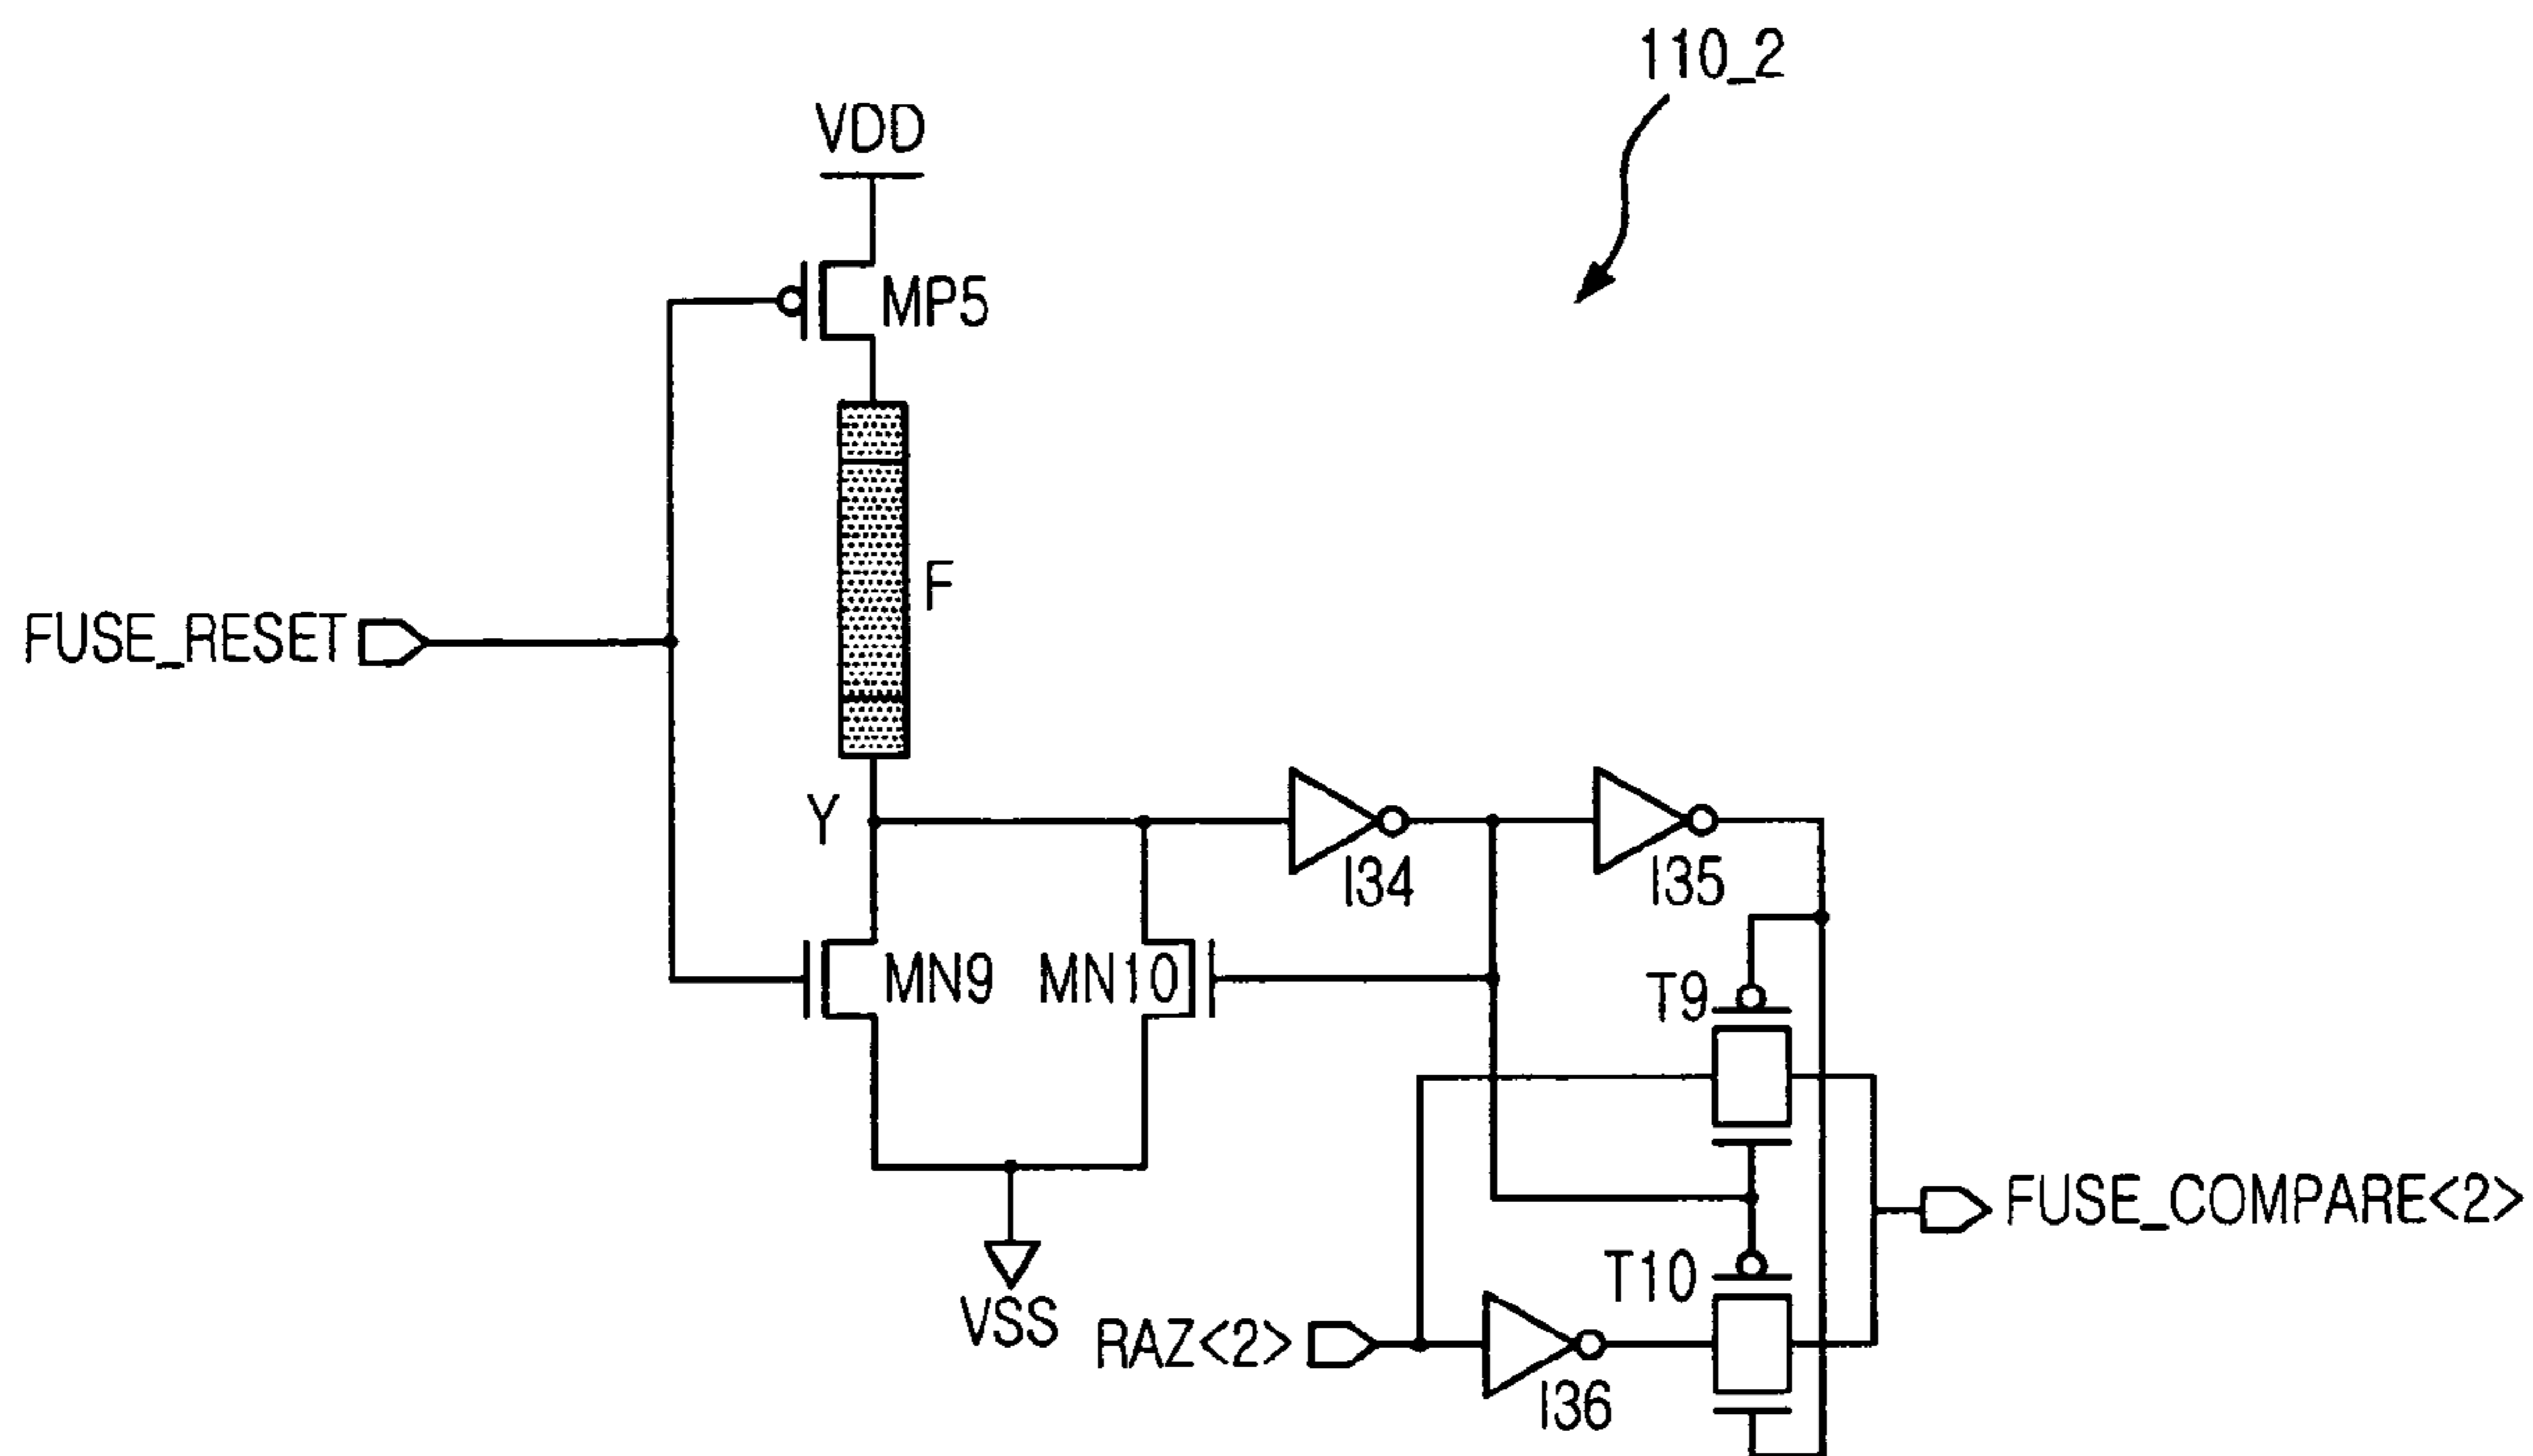 110_2
VDD
MP5
F
FUSE_RESET
Y
I34
I35
MN9
MN10
T9
FUSE_COMPARE<2>
T10
VSS
RAZ<2>
I36